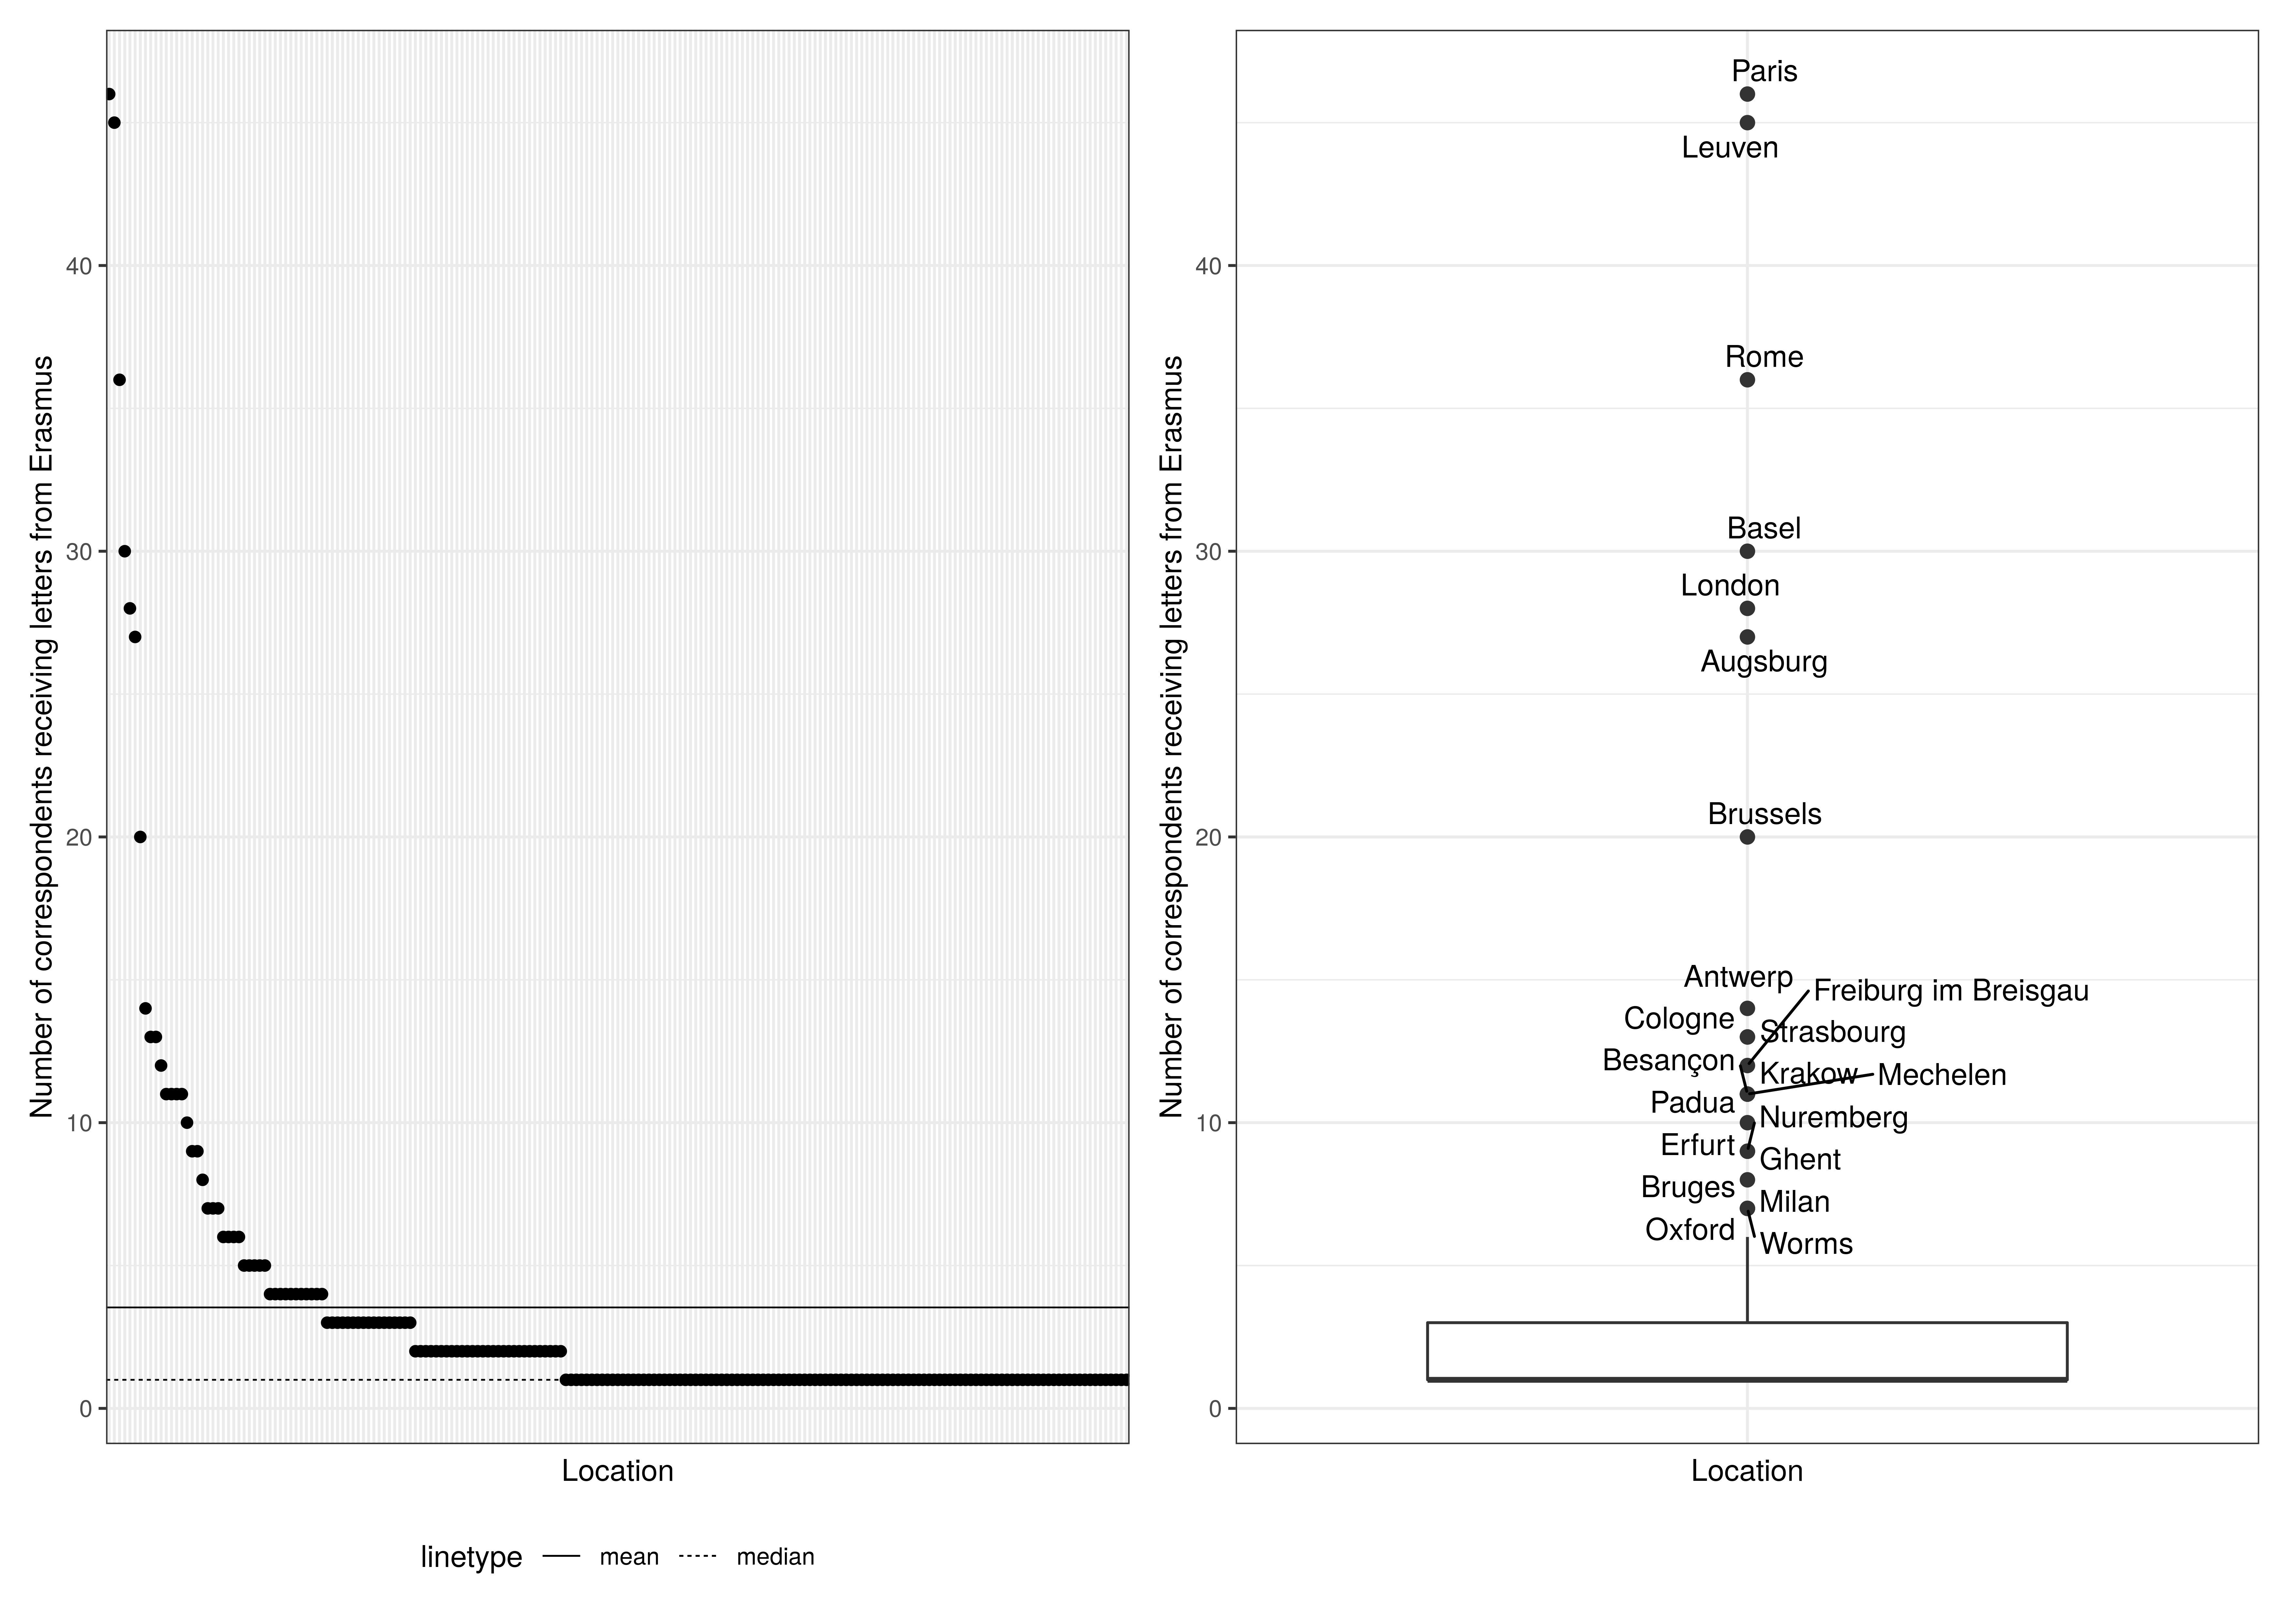 Number of correspondents receiving letters from Erasmus
40
30
20
10
0
Location
linetype mean median
Number of correspondents receiving letters from Erasmus
40
30
20
10
0
Paris
Leuven
Rome
Basel
London
Augsburg
Brussels
Antwerp
Freiburg im Breisgau
Cologne
Strasbourg
Besançon
Krakow
Mechelen
Padua
Nuremberg
Erfurt
Ghent
Bruges
Milan
Oxford
Worms
Location